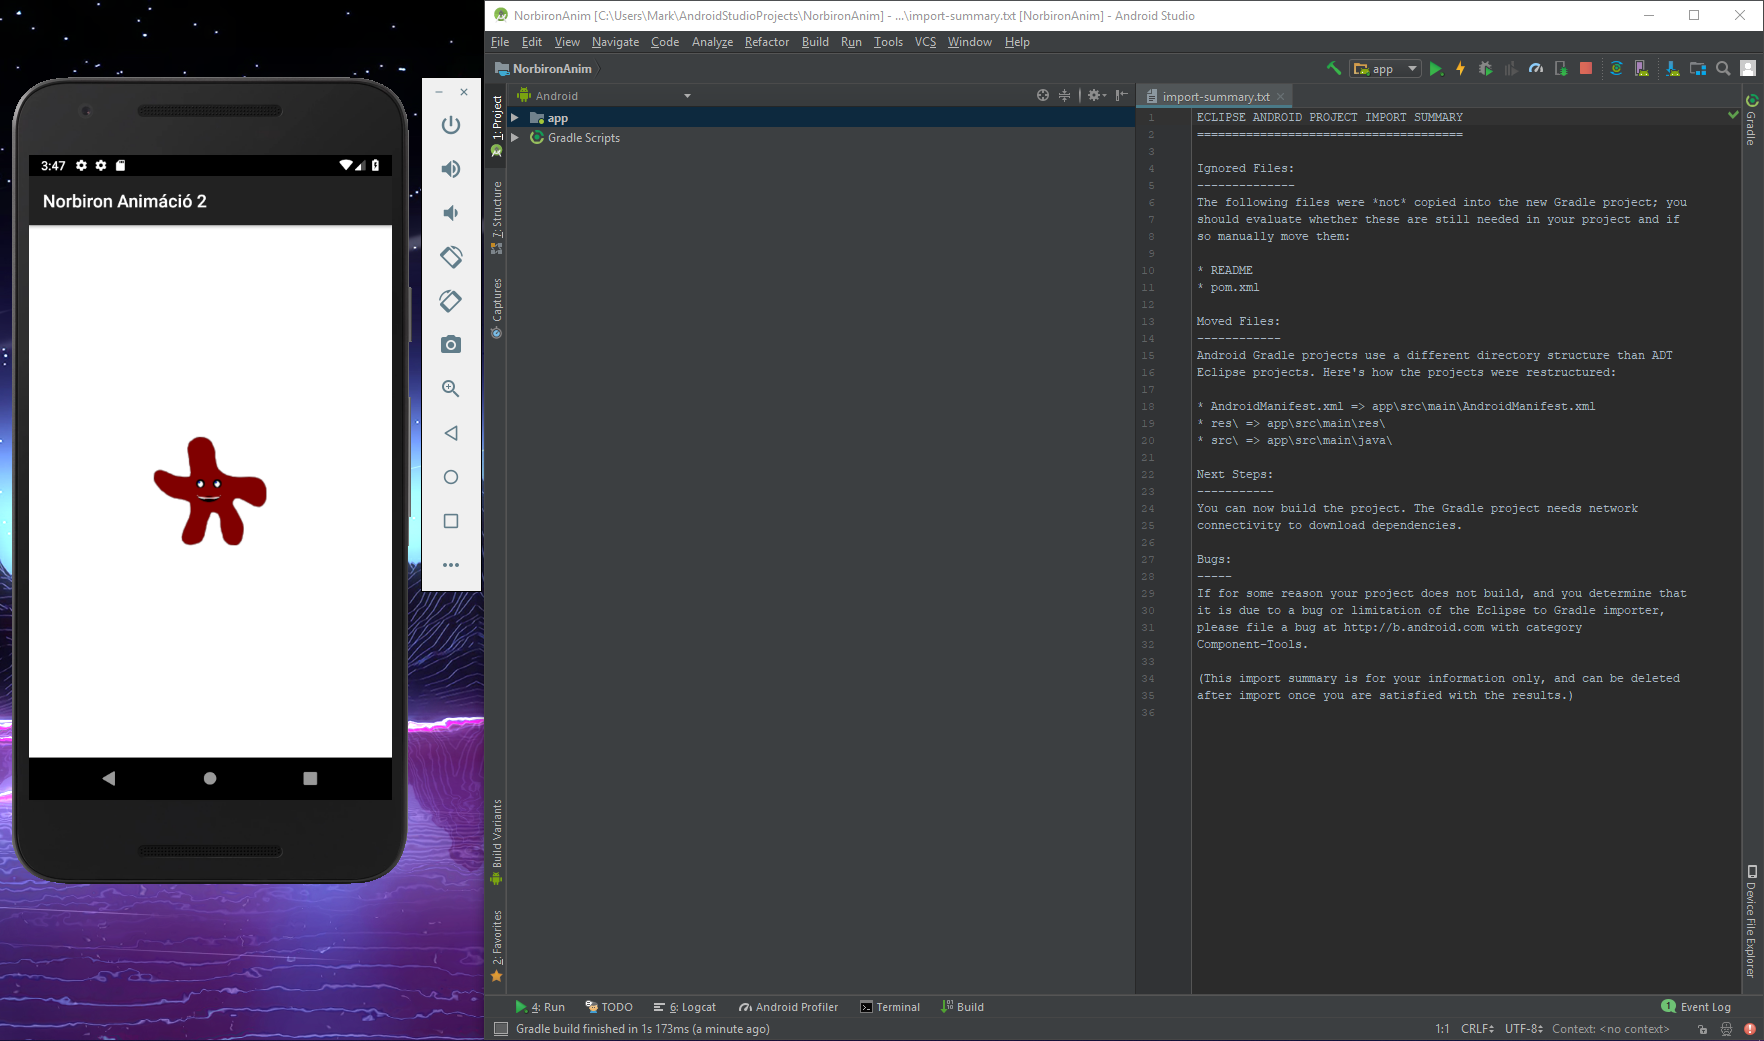 3:47
Norbiron Animáció 2
NorbironAnim [C:\Users\Mark\AndroidStudioProjects\NorbironAnim] - ...\import-summary.txt [NorbironAnim] - Android Studio
File Edit View Navigate Code Analyze Refactor Build Run Tools VCS Window Help
NorbironAnim
app
Android
import-summary.txt
app
Gradle Scripts
1: Project
7: Structure
Captures
Build Variants
2: Favorites
1 ECLIPSE ANDROID PROJECT IMPORT SUMMARY
2 ======================================
3
4 Ignored Files:
5 --------------
6 The following files were *not* copied into the new Gradle project; you
7 should evaluate whether these are still needed in your project and if
8 so manually move them:
9
10 * README
11 * pom.xml
12
13 Moved Files:
14 ------------
15 Android Gradle projects use a different directory structure than ADT
16 Eclipse projects. Here's how the projects were restructured:
17
18 * AndroidManifest.xml => app\src\main\AndroidManifest.xml
19 * res\ => app\src\main\res\
20 * src\ => app\src\main\java\
21
22 Next Steps:
23 -----------
24 You can now build the project. The Gradle project needs network
25 connectivity to download dependencies.
26
27 Bugs:
28 -----
29 If for some reason your project does not build, and you determine that
30 it is due to a bug or limitation of the Eclipse to Gradle importer,
31 please file a bug at http://b.android.com with category
32 Component-Tools.
33
34 (This import summary is for your information only, and can be deleted
35 after import once you are satisfied with the results.)
36
Gradle
Device File Explorer
4: Run TODO 6: Logcat Android Profiler Terminal Build 1 Event Log
Gradle build finished in 1s 173ms (a minute ago) 1:1 CRLF UTF-8 Context: <no context>